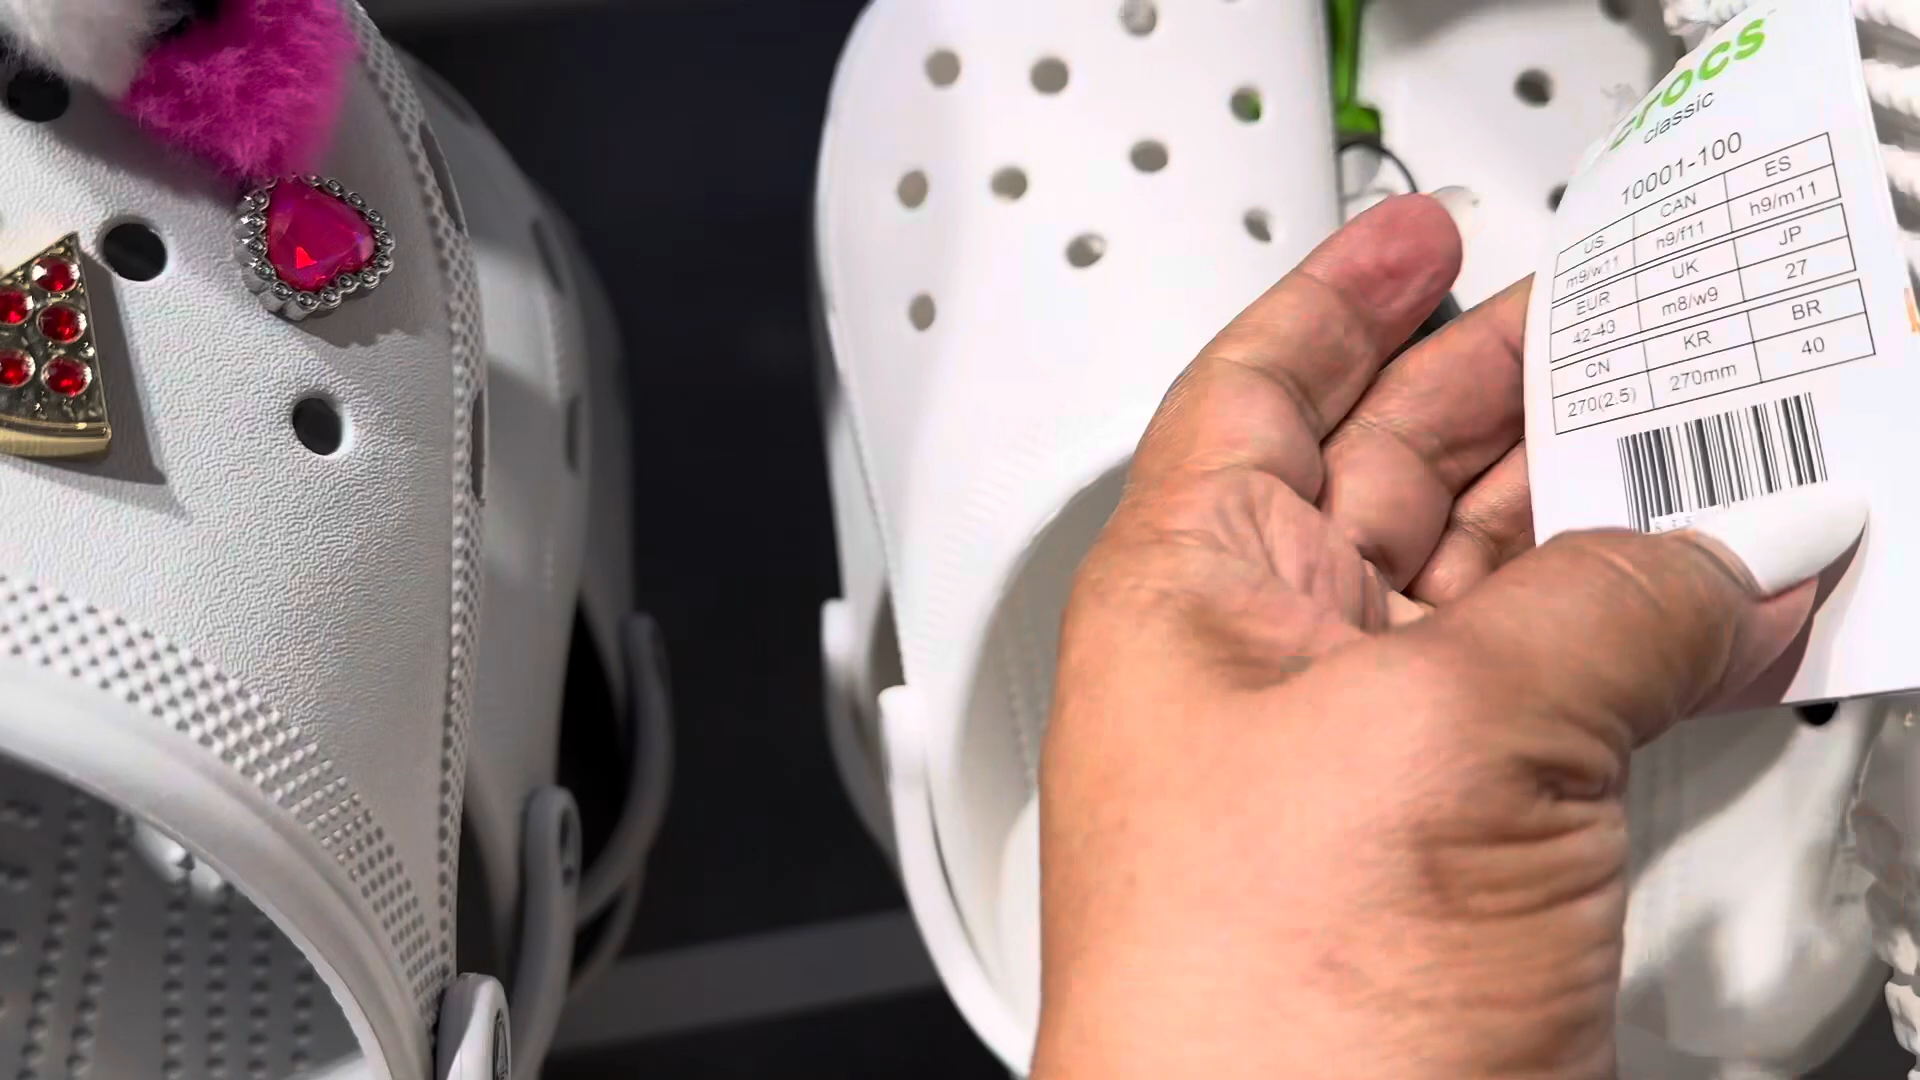 crocs
classic
10001-100
US CAN ES
m9/w11 h9/f11 h9/m11
EUR UK JP
42-43 m8/w9 27
CN KR BR
270(2.5) 270mm 40